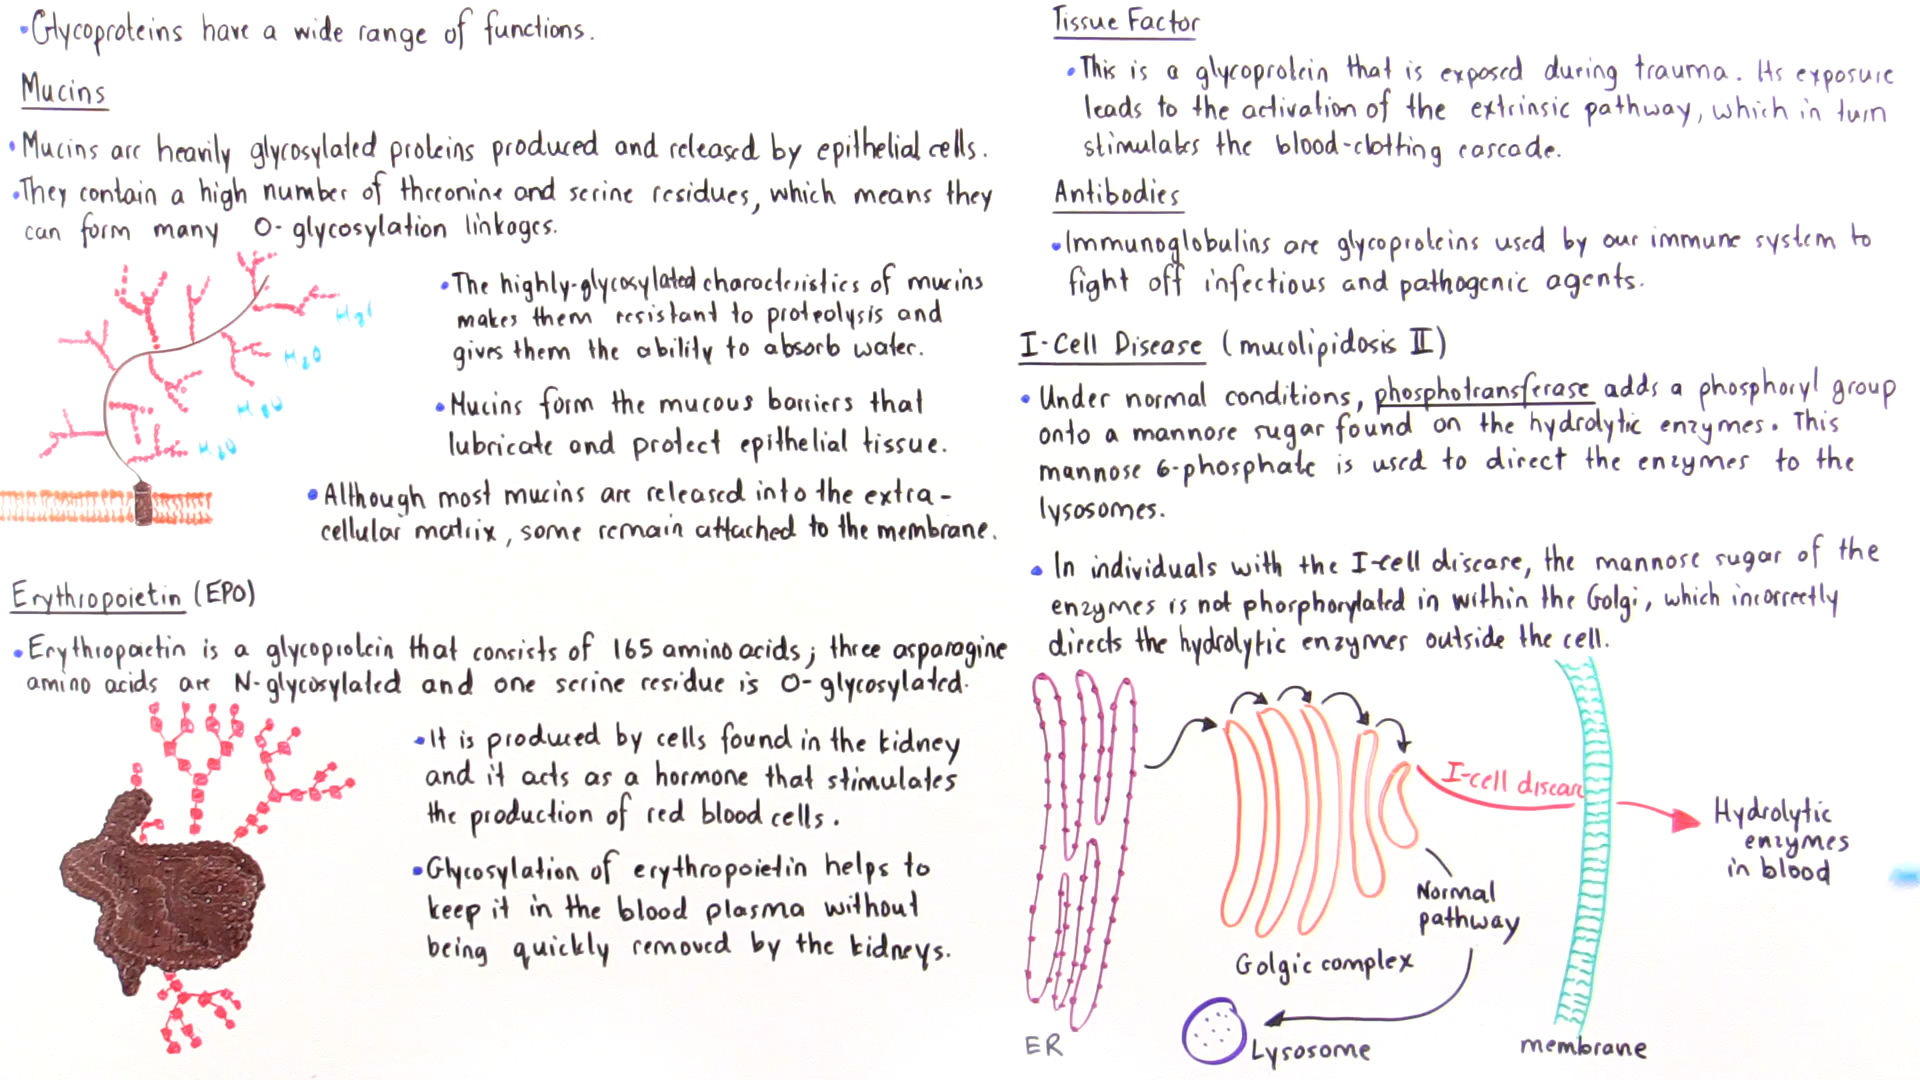 •Glycoproteins have a wide range of functions.
Mucins
•Mucins are heavily glycosylated proteins produced and released by epithelial cells.
•They contain a high number of threonine and serine residues, which means they
can form many O-glycosylation linkages.
•The highly-glycosylated characteristics of mucins
makes them resistant to proteolysis and
gives them the ability to absorb water.
H2O
H2O
H2O
•Mucins form the mucous barriers that
lubricate and protect epithelial tissue.
•Although most mucins are released into the extra-
cellular matrix, some remain attached to the membrane.
Erythropoietin (EPO)
•Erythropoietin is a glycoprotein that consists of 165 amino acids; three asparagine
amino acids are N-glycosylated and one serine residue is O-glycosylated.
•It is produced by cells found in the kidney
and it acts as a hormone that stimulates
the production of red blood cells.
•Glycosylation of erythropoietin helps to
keep it in the blood plasma without
being quickly removed by the kidneys.
Tissue Factor
•This is a glycoprotein that is exposed during trauma. Its exposure
leads to the activation of the extrinsic pathway, which in turn
stimulates the blood-clotting cascade.
Antibodies
•Immunoglobulins are glycoproteins used by our immune system to
fight off infectious and pathogenic agents.
I-Cell Disease (mucolipidosis II)
•Under normal conditions, phosphotransferase adds a phosphoryl group
onto a mannose sugar found on the hydrolytic enzymes. This
mannose 6-phosphate is used to direct the enzymes to the
lysosomes.
•In individuals with the I-cell disease, the mannose sugar of the
enzymes is not phosphorylated in within the Golgi, which incorrectly
directs the hydrolytic enzymes outside the cell.
I-cell disease
Hydrolytic
enzymes
in blood
Normal
pathway
Golgic complex
ER
Lysosome
membrane